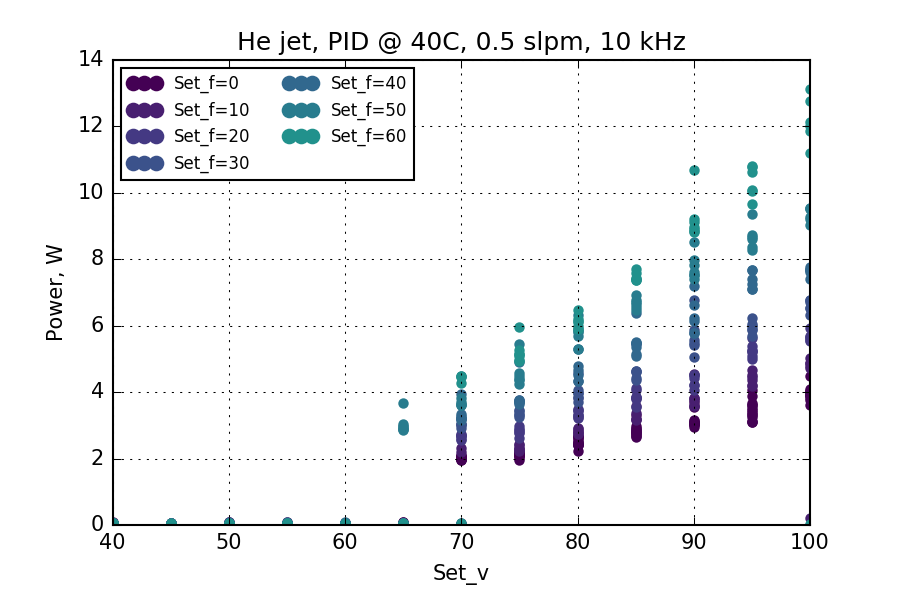 He jet, PID @ 40C, 0.5 slpm, 10 kHz
14
12
10
8
6
4
2
0
Power, W
Set_f=0
Set_f=10
Set_f=20
Set_f=30
Set_f=40
Set_f=50
Set_f=60
40 50 60 70 80 90 100
Set_v